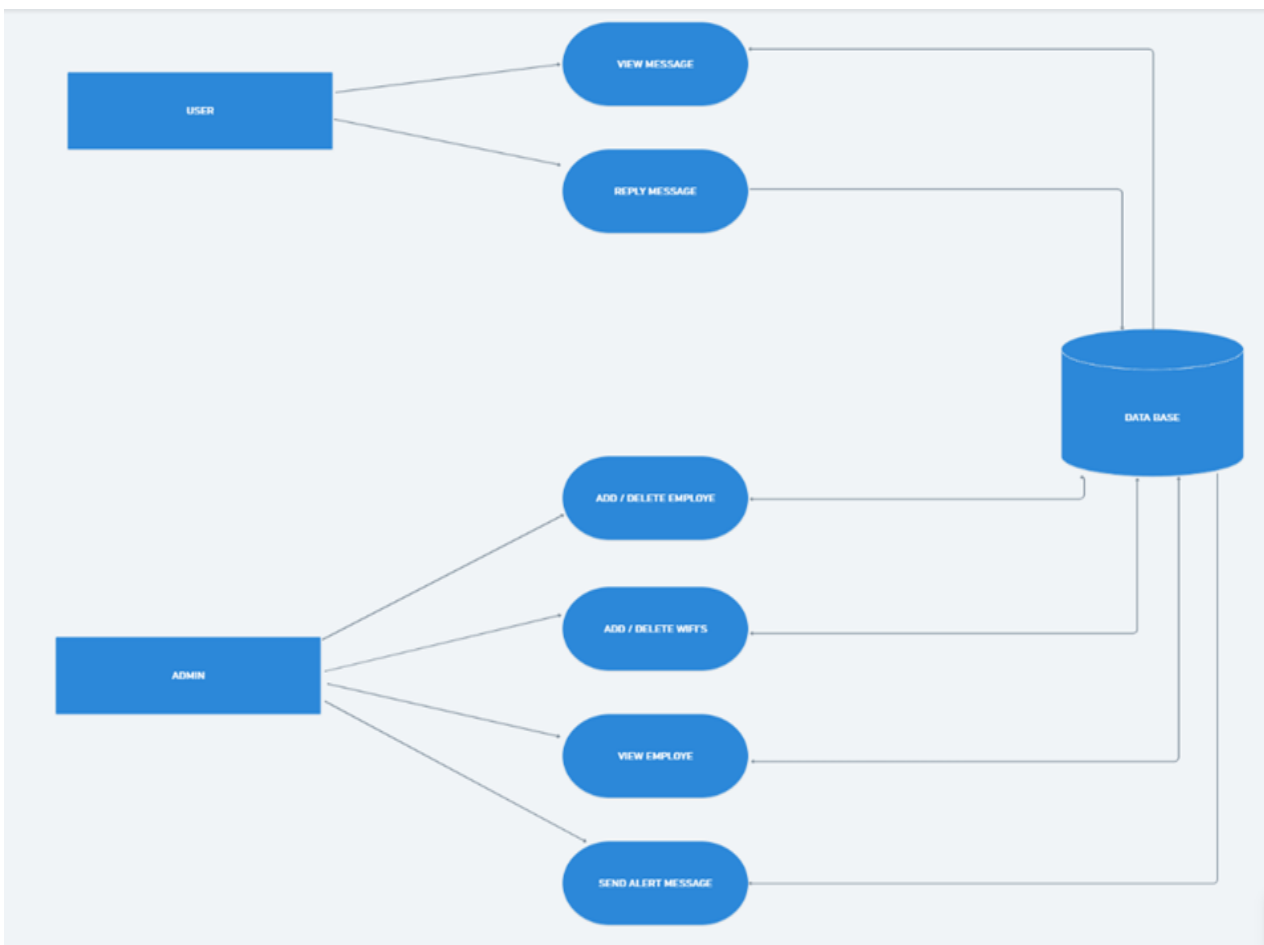 VIEW MESSAGE
USER
REPLY MESSAGE
DATA BASE
ADD / DELETE EMPLOYE
ADD / DELETE WIFI'S
ADMIN
VIEW EMPLOYE
SEND ALERT MESSAGE